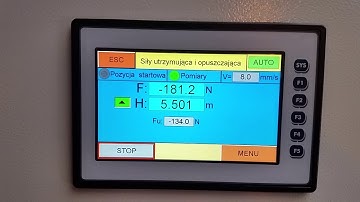 ESC Siły utrzymująca i opuszczająca AUTO
Pozycja startowa Pomiary V= 8.0 mm/s
F: -181.2 N
H: 5.501 m
Fu: -134.0 N
STOP MENU
SYS
F1
F2
F3
F4
F5